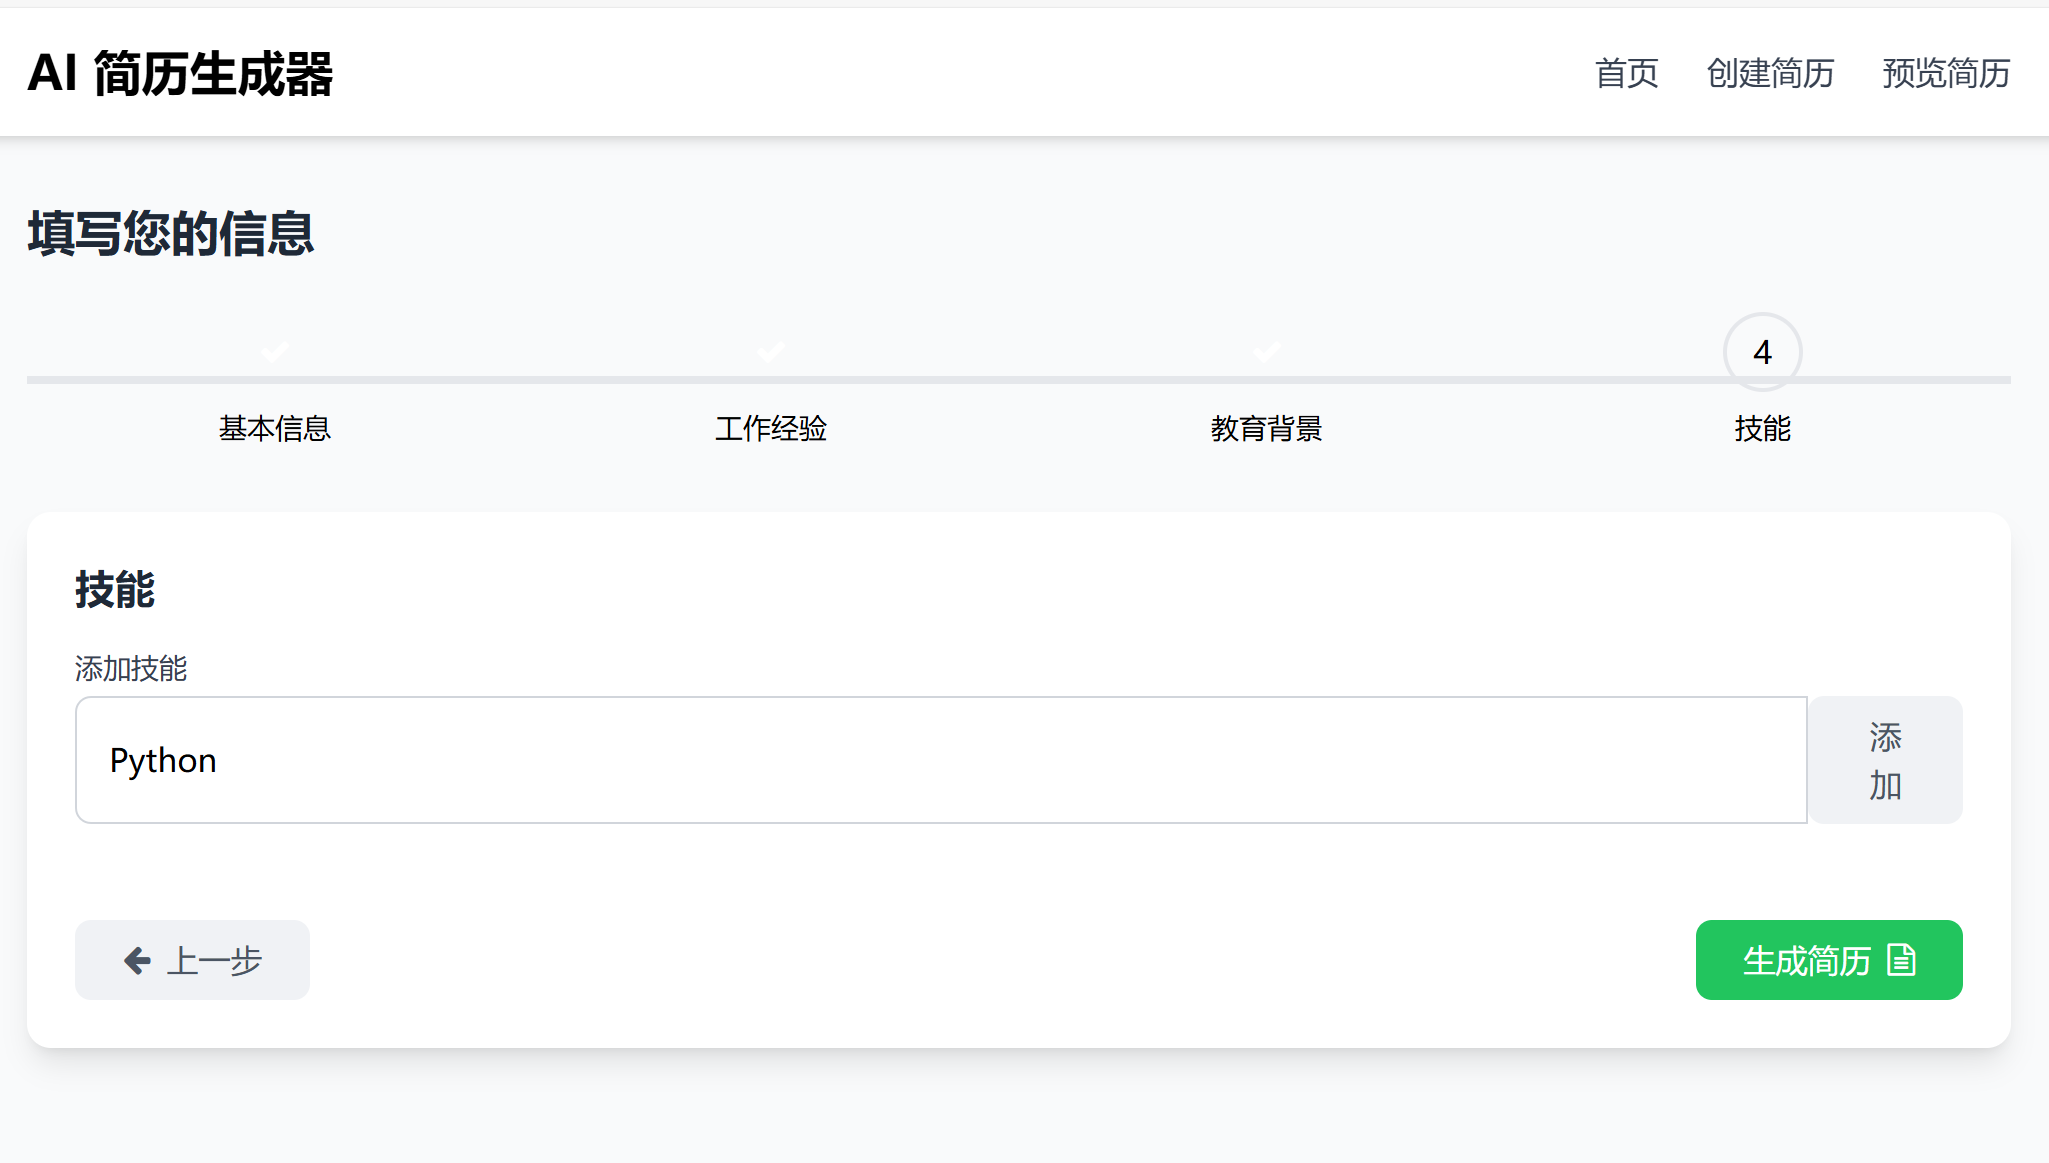 AI 简历生成器
首页 创建简历 预览简历
填写您的信息
4
基本信息 工作经验 教育背景 技能
技能
添加技能
Python
添
加
上一步
生成简历